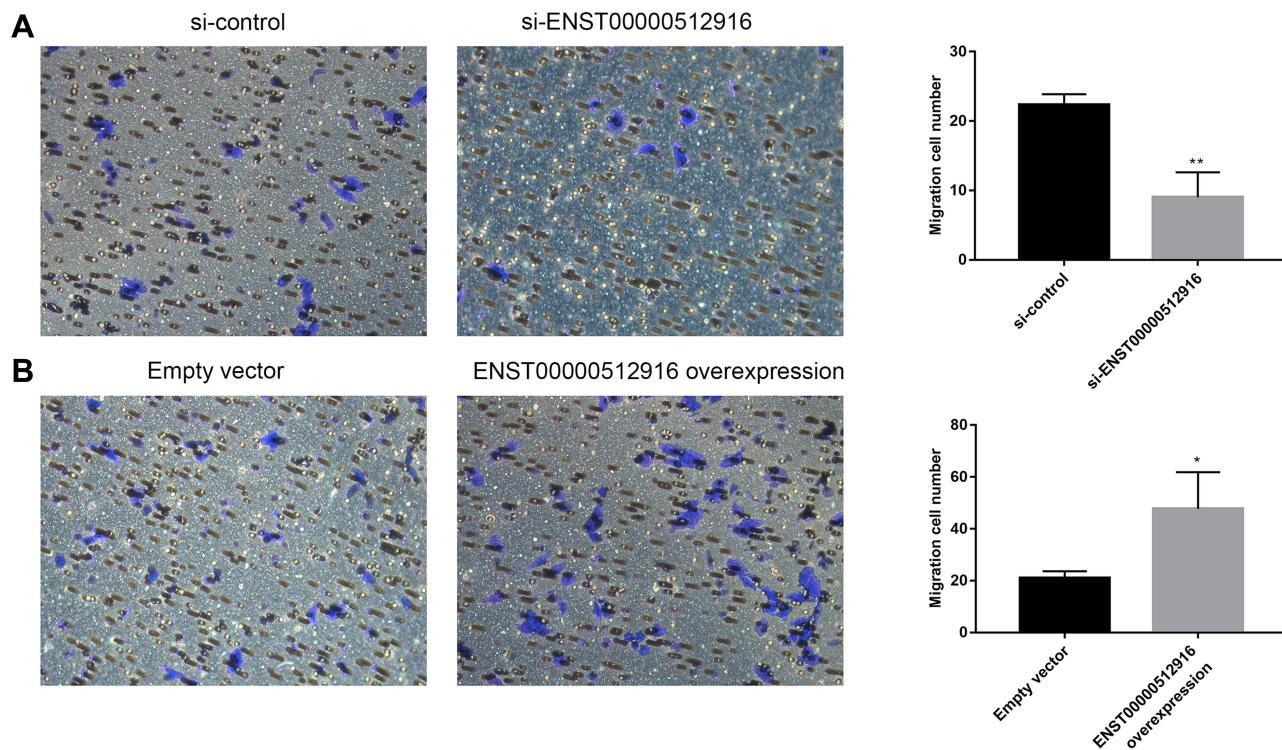 A
si-control
si-ENST00000512916
30
20
10
0
Migration cell number
**
si-control
si-ENST00000512916
B
Empty vector
ENST00000512916 overexpression
80
60
40
20
0
Migration cell number
*
Empty vector
ENST00000512916
overexpression